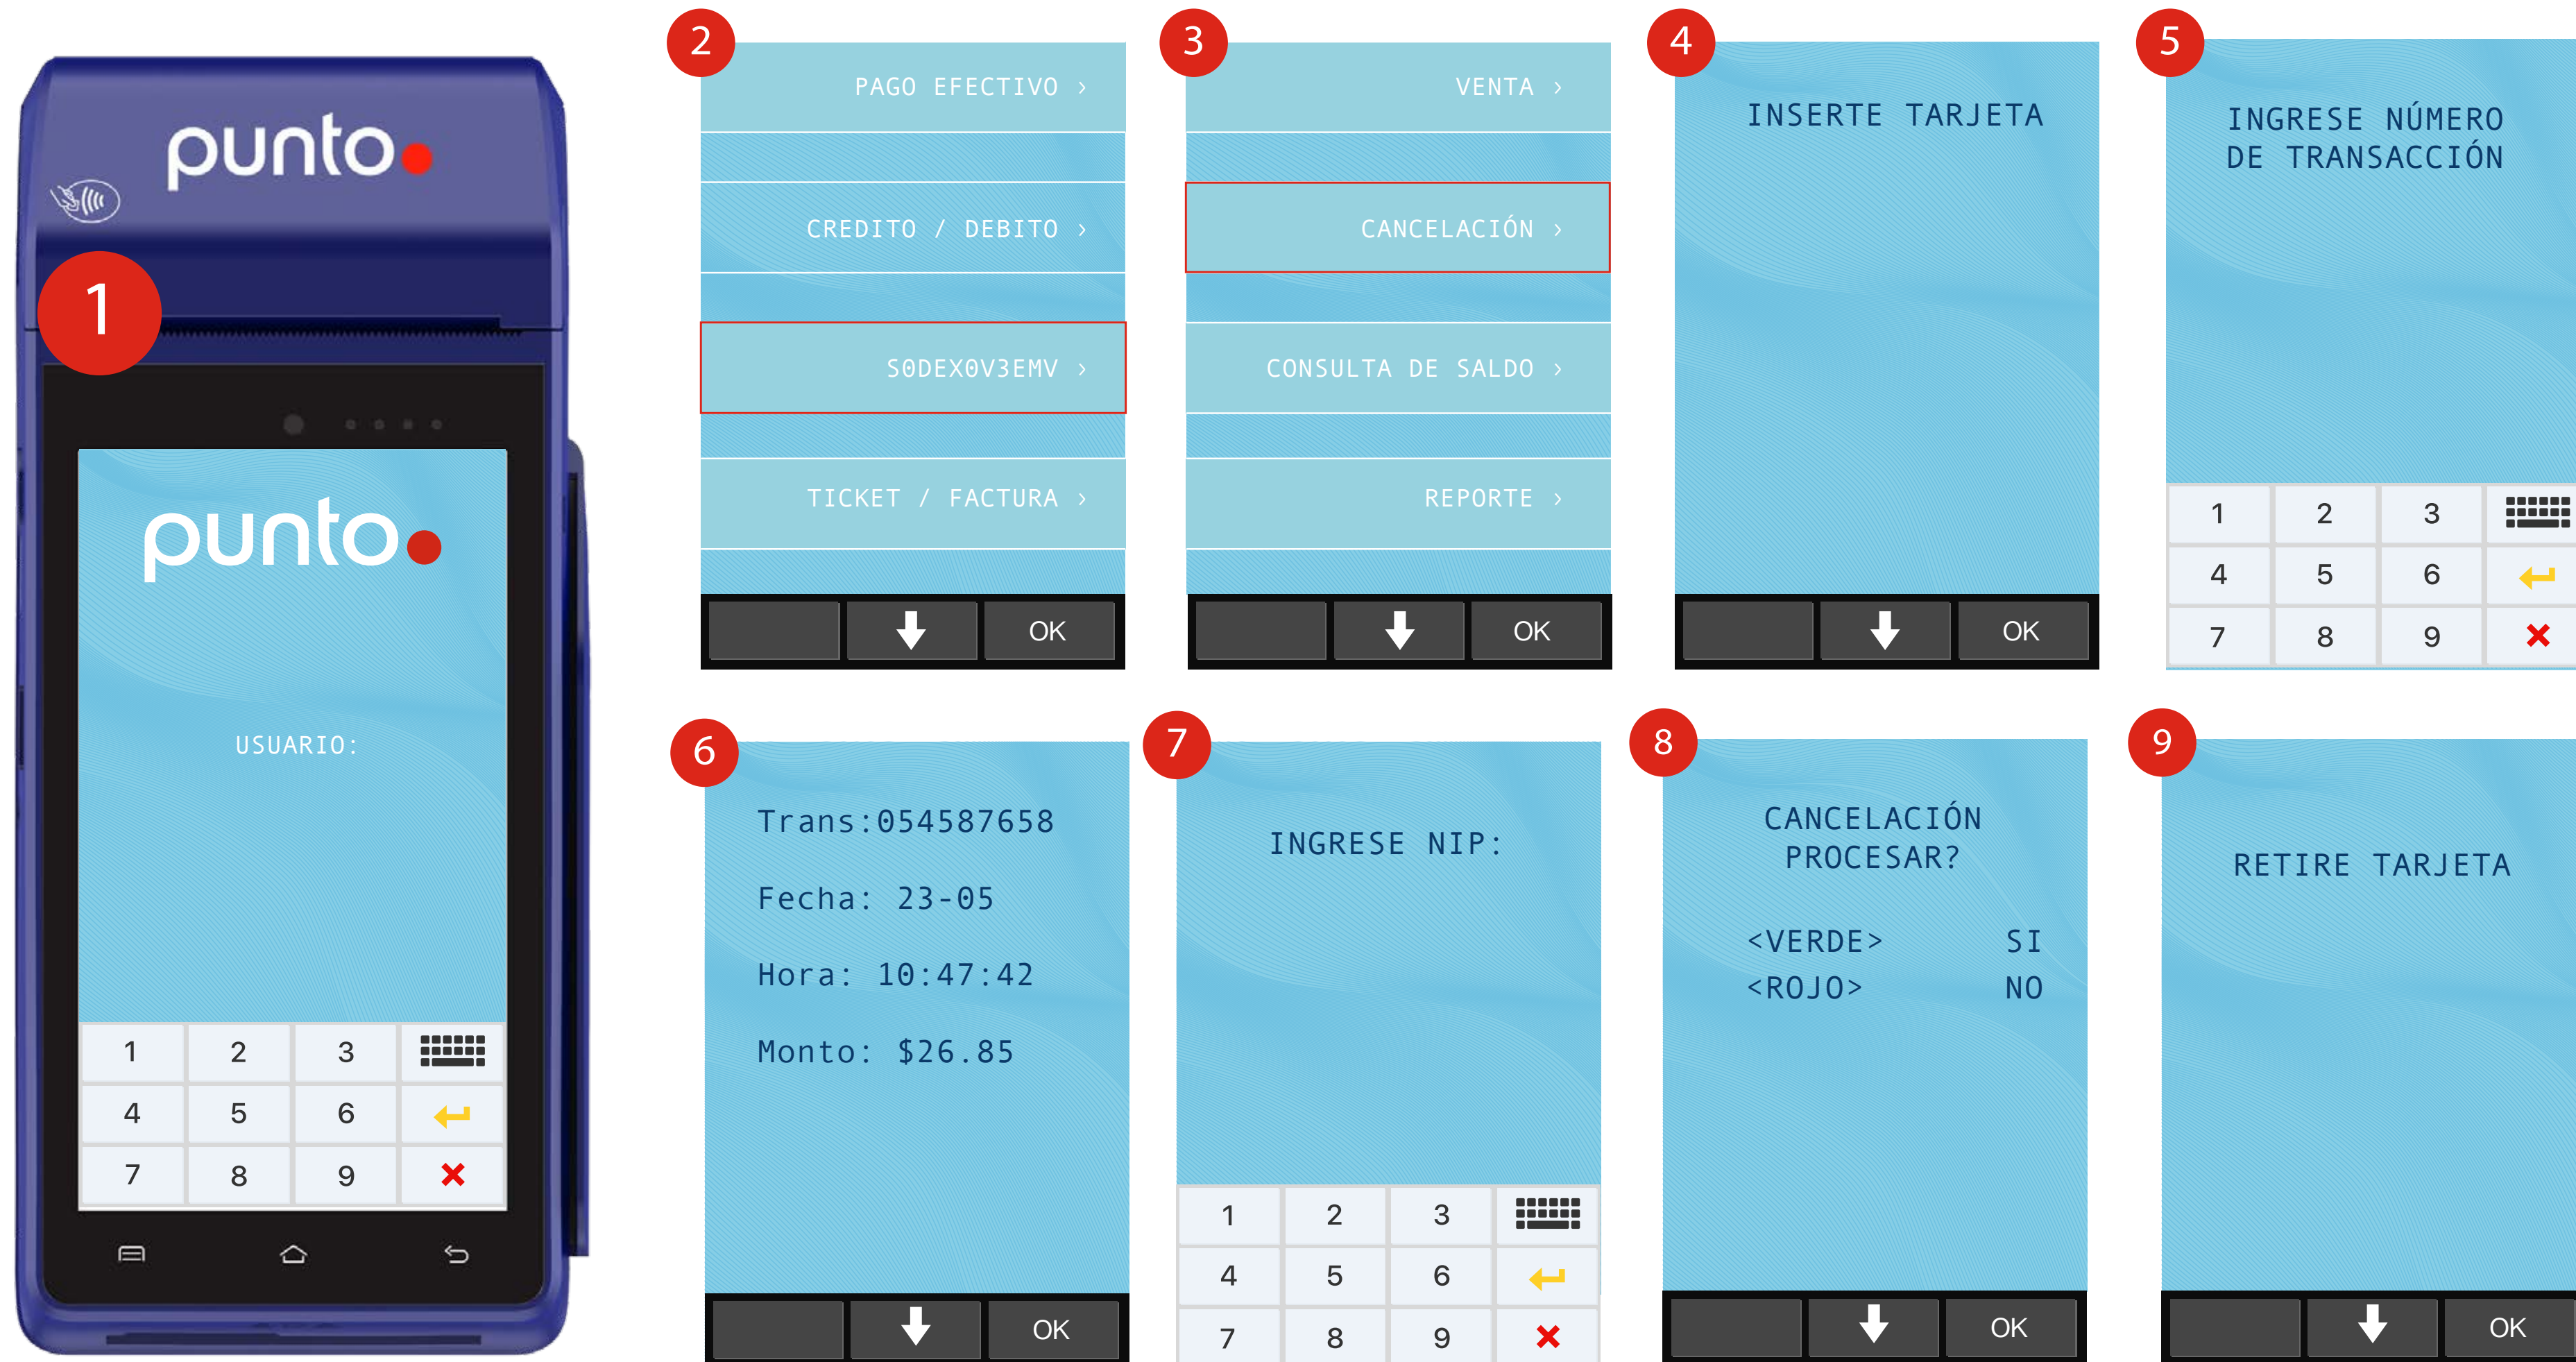 punto.
1
punto.
USUARIO:
1 2 3
4 5 6
7 8 9
2
PAGO EFECTIVO >
CREDITO / DEBITO >
S0DEX0V3EMV >
TICKET / FACTURA >
OK
3
VENTA >
CANCELACIÓN >
CONSULTA DE SALDO >
REPORTE >
OK
4
INSERTE TARJETA
OK
5
INGRESE NÚMERO
DE TRANSACCIÓN
1 2 3
4 5 6
7 8 9
6
Trans:054587658
Fecha: 23-05
Hora: 10:47:42
Monto: $26.85
OK
7
INGRESE NIP:
1 2 3
4 5 6
7 8 9
8
CANCELACIÓN
PROCESAR?
<VERDE> SI
<ROJO> NO
OK
9
RETIRE TARJETA
OK